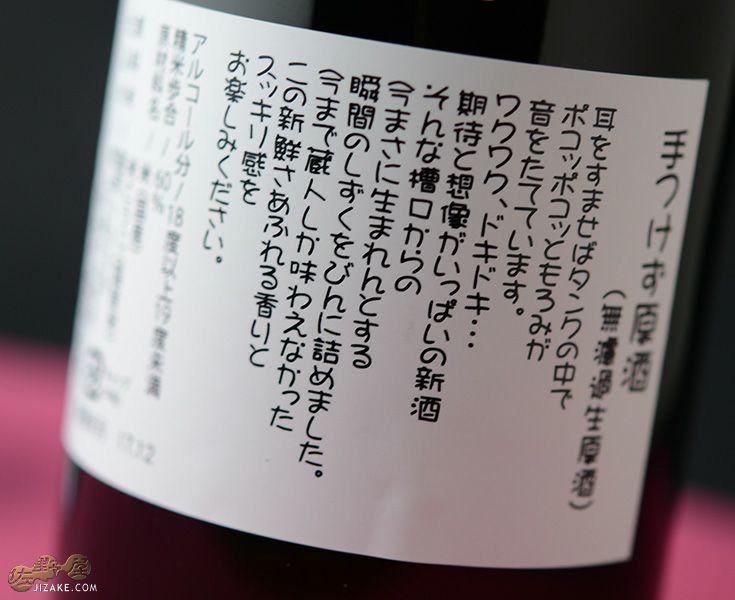 手つけず原酒
(無濾過生原酒)
耳をすませばタンクの中で
ポコッポコッともろみが
音をたてています。
ワクワク、ドキドキ…
期待と想像がいっぱいの新酒
そんな槽口からの
今まさに生まれんとする
瞬間のしずくをびんに詰めました。
今まで蔵人しか味わえなかった
この新鮮さあふれる香りと
スッキリ感を
お楽しみください。
アルコール分/18度以上19度未満
精米歩合/60%
原材料名/
17.12
JIZAKE.COM